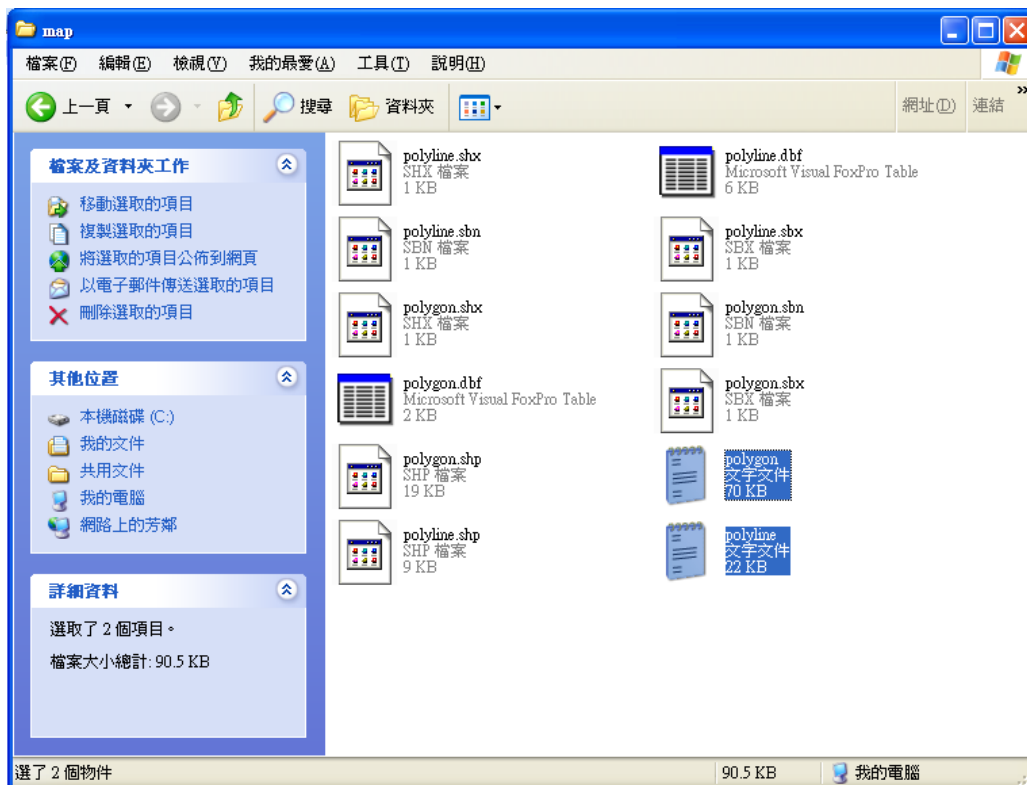 map
檔案(F) 編輯(E) 檢視(V) 我的最愛(A) 工具(T) 說明(H)
上一頁 搜尋 資料夾 網址(D) 連結 »
檔案及資料夾工作
移動選取的項目
複製選取的項目
將選取的項目公佈到網頁
以電子郵件傳送選取的項目
刪除選取的項目
其他位置
本機磁碟 (C:)
我的文件
共用文件
我的電腦
網路上的芳鄰
詳細資料
選取了 2 個項目。
檔案大小總計: 90.5 KB
polyline.shx
SHX 檔案
1 KB
polyline.dbf
Microsoft Visual FoxPro Table
6 KB
polyline.sbn
SBN 檔案
1 KB
polyline.sbx
SBX 檔案
1 KB
polygon.shx
SHX 檔案
1 KB
polygon.sbn
SBN 檔案
1 KB
polygon.dbf
Microsoft Visual FoxPro Table
2 KB
polygon.sbx
SBX 檔案
1 KB
polygon.shp
SHP 檔案
19 KB
polygon
文字文件
70 KB
polyline.shp
SHP 檔案
9 KB
polyline
文字文件
22 KB
選了 2 個物件 90.5 KB 我的電腦